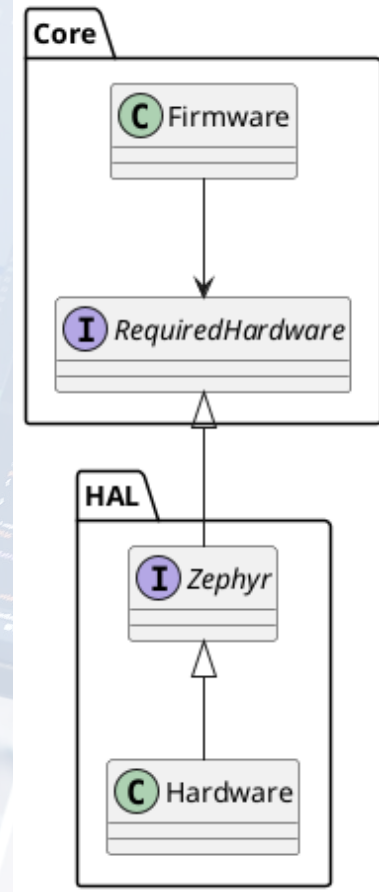 Core
C Firmware
I RequiredHardware
HAL
I Zephyr
C Hardware